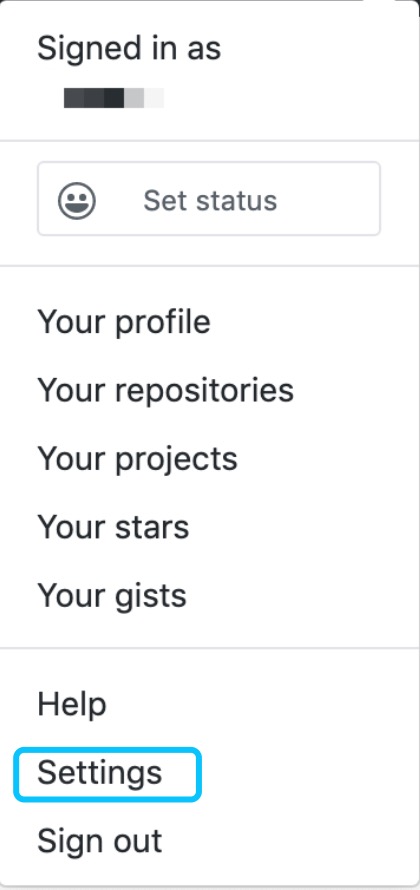 Signed in as
Set status
Your profile
Your repositories
Your projects
Your stars
Your gists
Help
Settings
Sign out